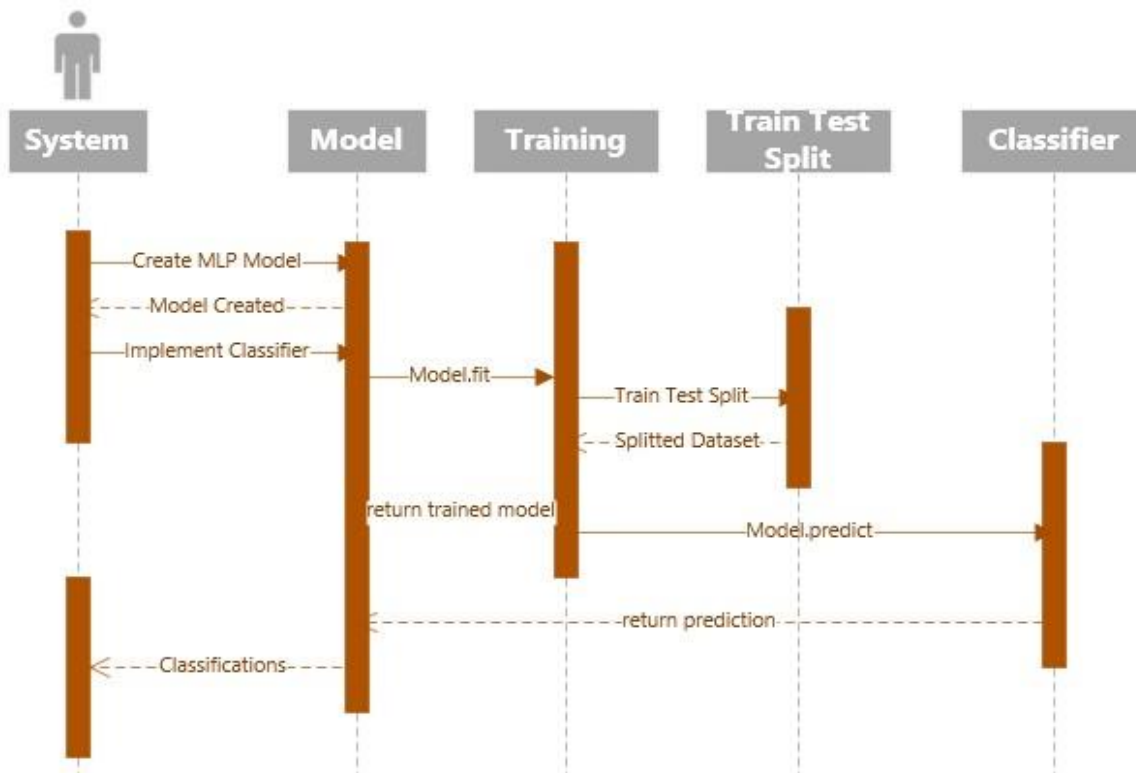 System
Model
Training
Train Test
Split
Classifier
Create MLP Model
Model Created
Implement Classifier
Model.fit
Train Test Split
Splitted Dataset
return trained model
Model.predict
return prediction
Classifications